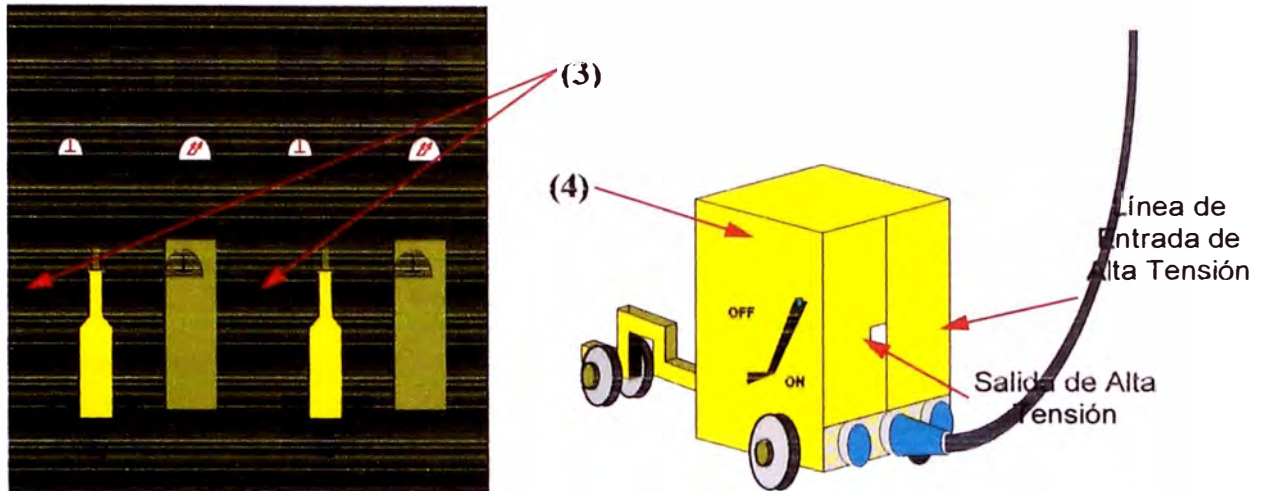 (3)
(4)
OFF
ON
Línea de
Entrada de
Alta Tensión
Salida de Alta
Tensión